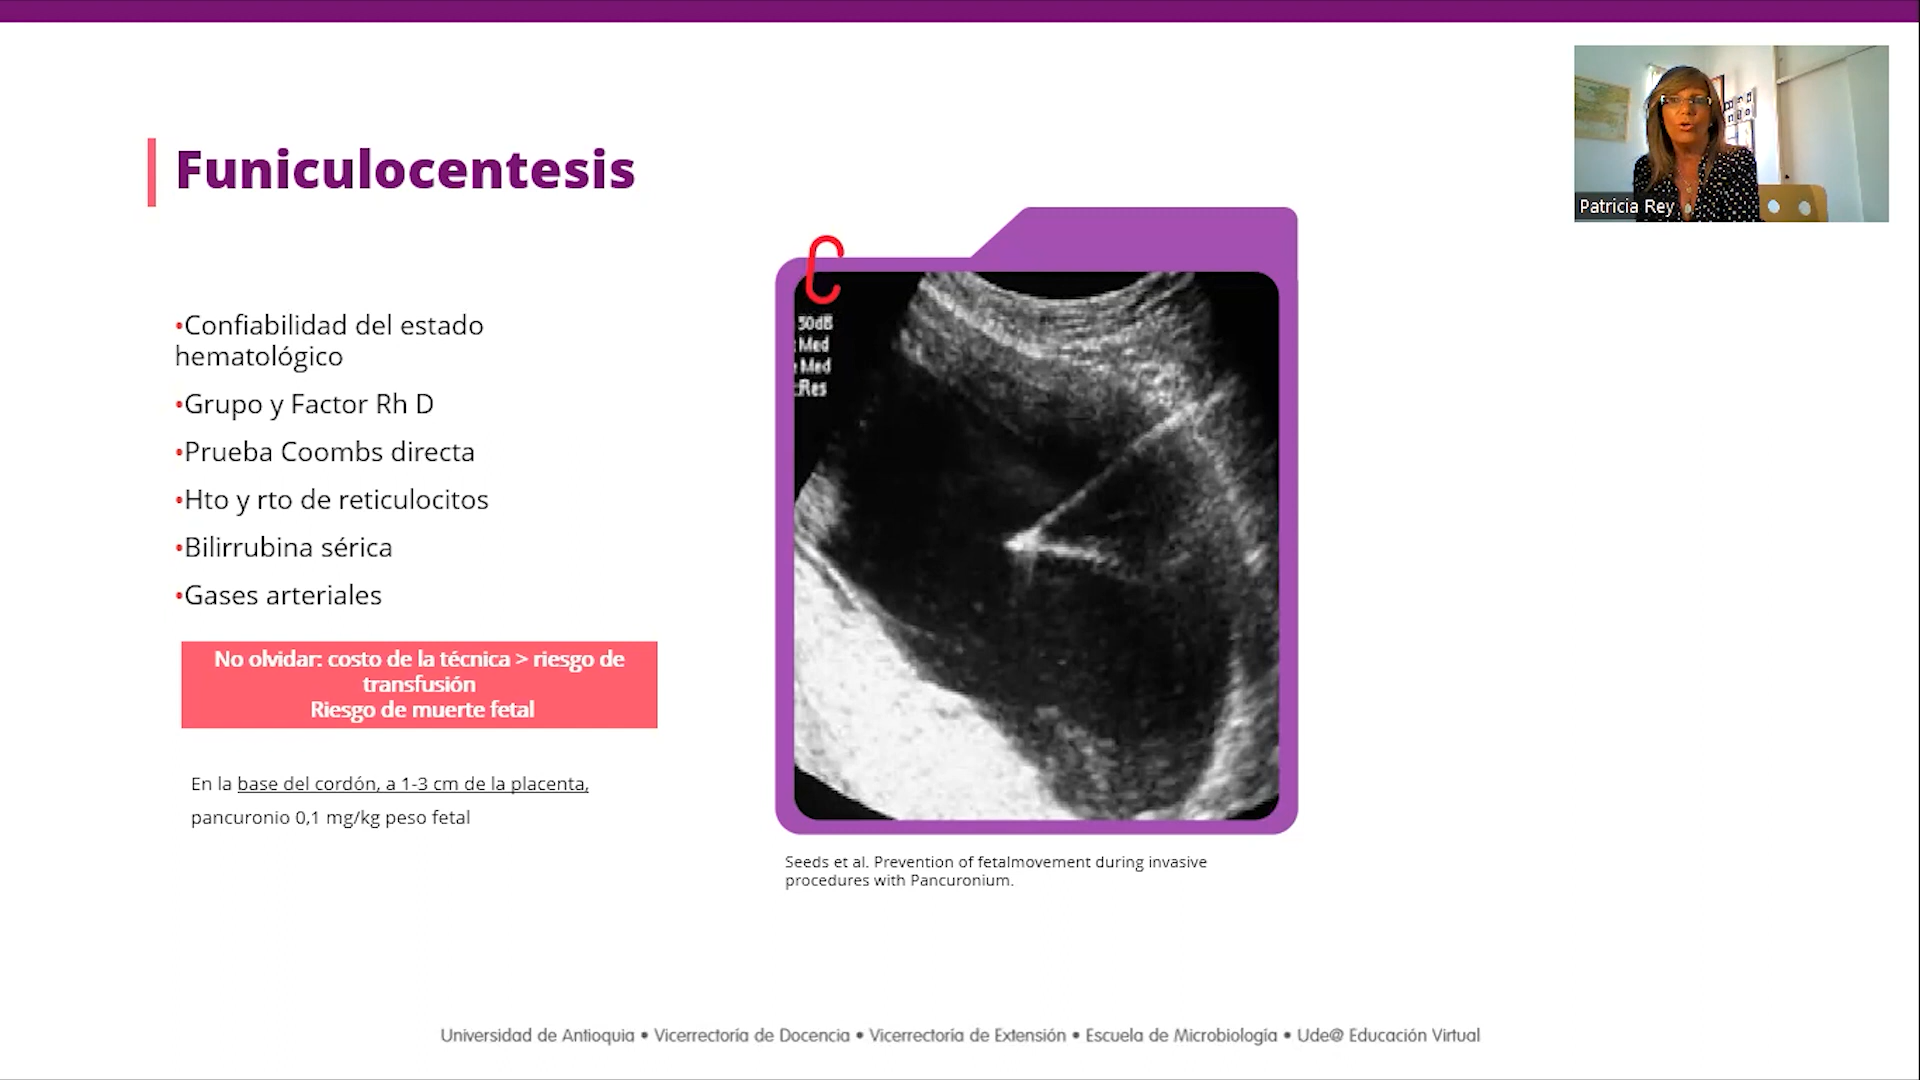 Funiculocentesis
Patricia Rey
•Confiabilidad del estado
hematológico
•Grupo y Factor Rh D
•Prueba Coombs directa
•Hto y rto de reticulocitos
•Bilirrubina sérica
•Gases arteriales
No olvidar: costo de la técnica > riesgo de
transfusión
Riesgo de muerte fetal
En la base del cordón, a 1-3 cm de la placenta,
pancuronio 0,1 mg/kg peso fetal
30dB
Med
Med
Res
Seeds et al. Prevention of fetalmovement during invasive
procedures with Pancuronium.
Universidad de Antioquia • Vicerrectoría de Docencia • Vicerrectoría de Extensión • Escuela de Microbiología • Ude@ Educación Virtual